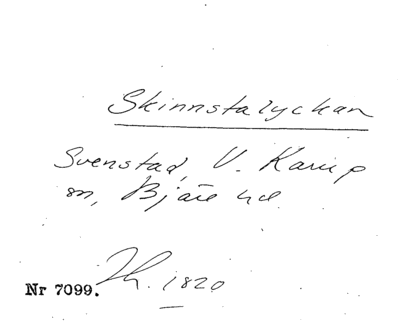 Skinnstalyckan
Svenstad, V. Karup
sn, Bjäre hd.
1820
Nr 7099.